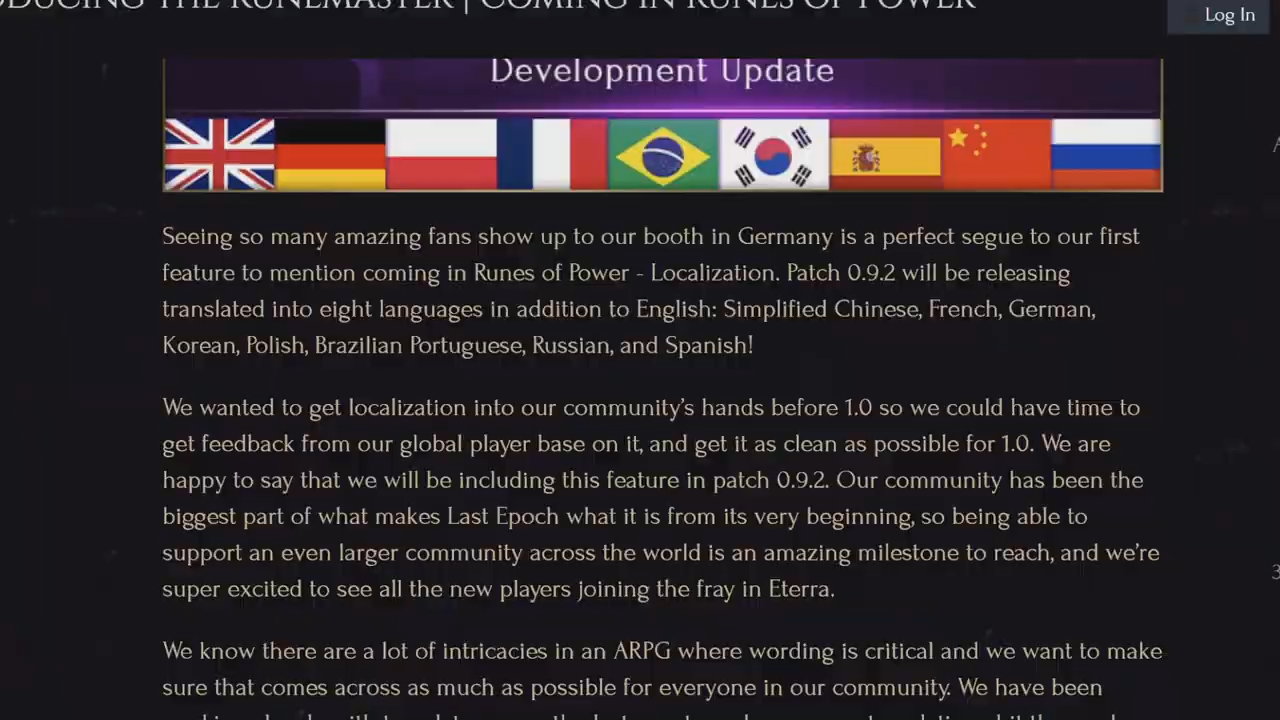 THE RUNEMASTER | COMING IN RUNES OF POWER
Log In
Development Update
Seeing so many amazing fans show up to our booth in Germany is a perfect segue to our first
feature to mention coming in Runes of Power - Localization. Patch 0.9.2 will be releasing
translated into eight languages in addition to English: Simplified Chinese, French, German,
Korean, Polish, Brazilian Portuguese, Russian, and Spanish!
We wanted to get localization into our community’s hands before 1.0 so we could have time to
get feedback from our global player base on it, and get it as clean as possible for 1.0. We are
happy to say that we will be including this feature in patch 0.9.2. Our community has been the
biggest part of what makes Last Epoch what it is from its very beginning, so being able to
support an even larger community across the world is an amazing milestone to reach, and we’re
super excited to see all the new players joining the fray in Eterra.
We know there are a lot of intricacies in an ARPG where wording is critical and we want to make
sure that comes across as much as possible for everyone in our community. We have been